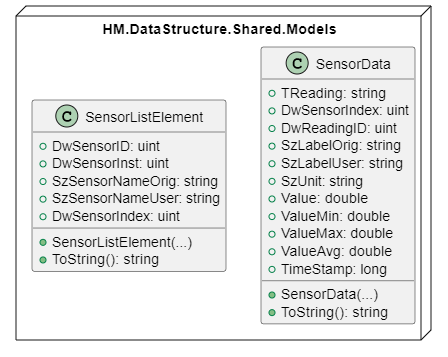 HM.DataStructure.Shared.Models
C SensorListElement
DwSensorID: uint
DwSensorInst: uint
SzSensorNameOrig: string
SzSensorNameUser: string
DwSensorIndex: uint
SensorListElement(...)
ToString(): string
C SensorData
TReading: string
DwSensorIndex: uint
DwReadingID: uint
SzLabelOrig: string
SzLabelUser: string
SzUnit: string
Value: double
ValueMin: double
ValueMax: double
ValueAvg: double
TimeStamp: long
SensorData(...)
ToString(): string